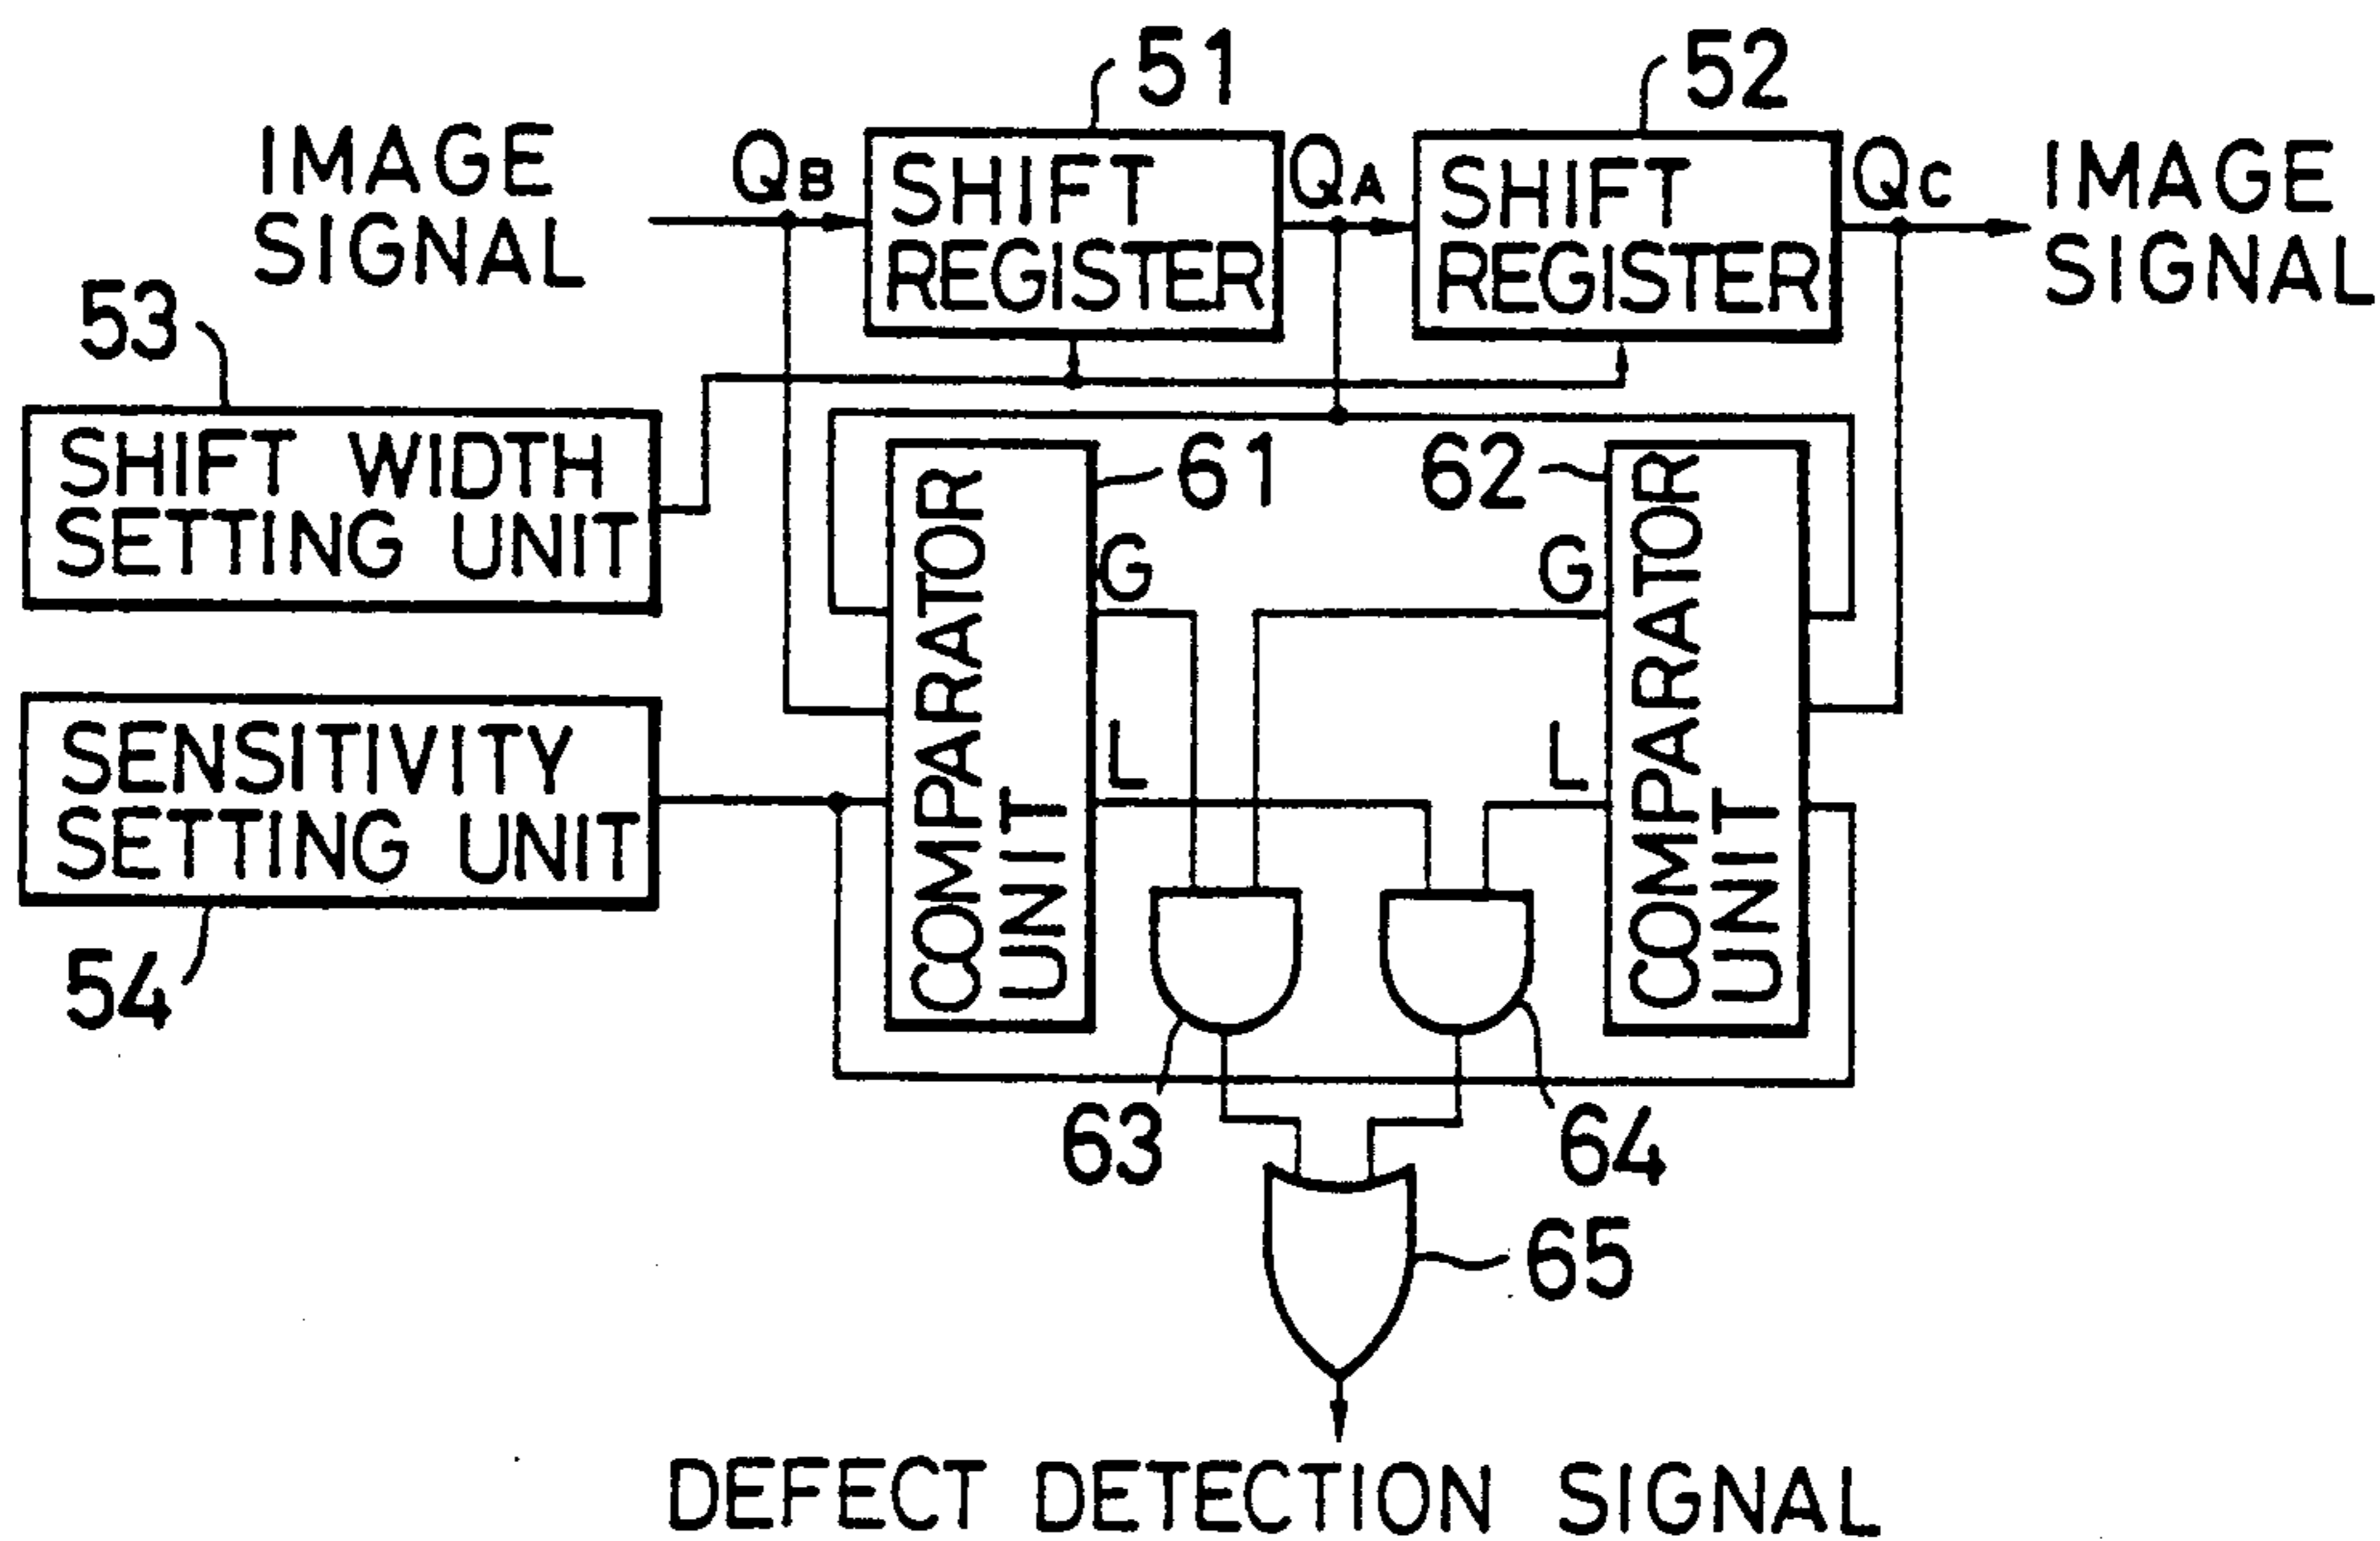 51
52
IMAGE
SIGNAL
QB
SHIFT
REGISTER
QA
SHIFT
REGISTER
QC
IMAGE
SIGNAL
53
SHIFT WIDTH
SETTING UNIT
61
62
COMPARATOR
UNIT
G
G
COMPARATOR
UNIT
L
L
SENSITIVITY
SETTING UNIT
54
63
64
65
DEFECT DETECTION SIGNAL